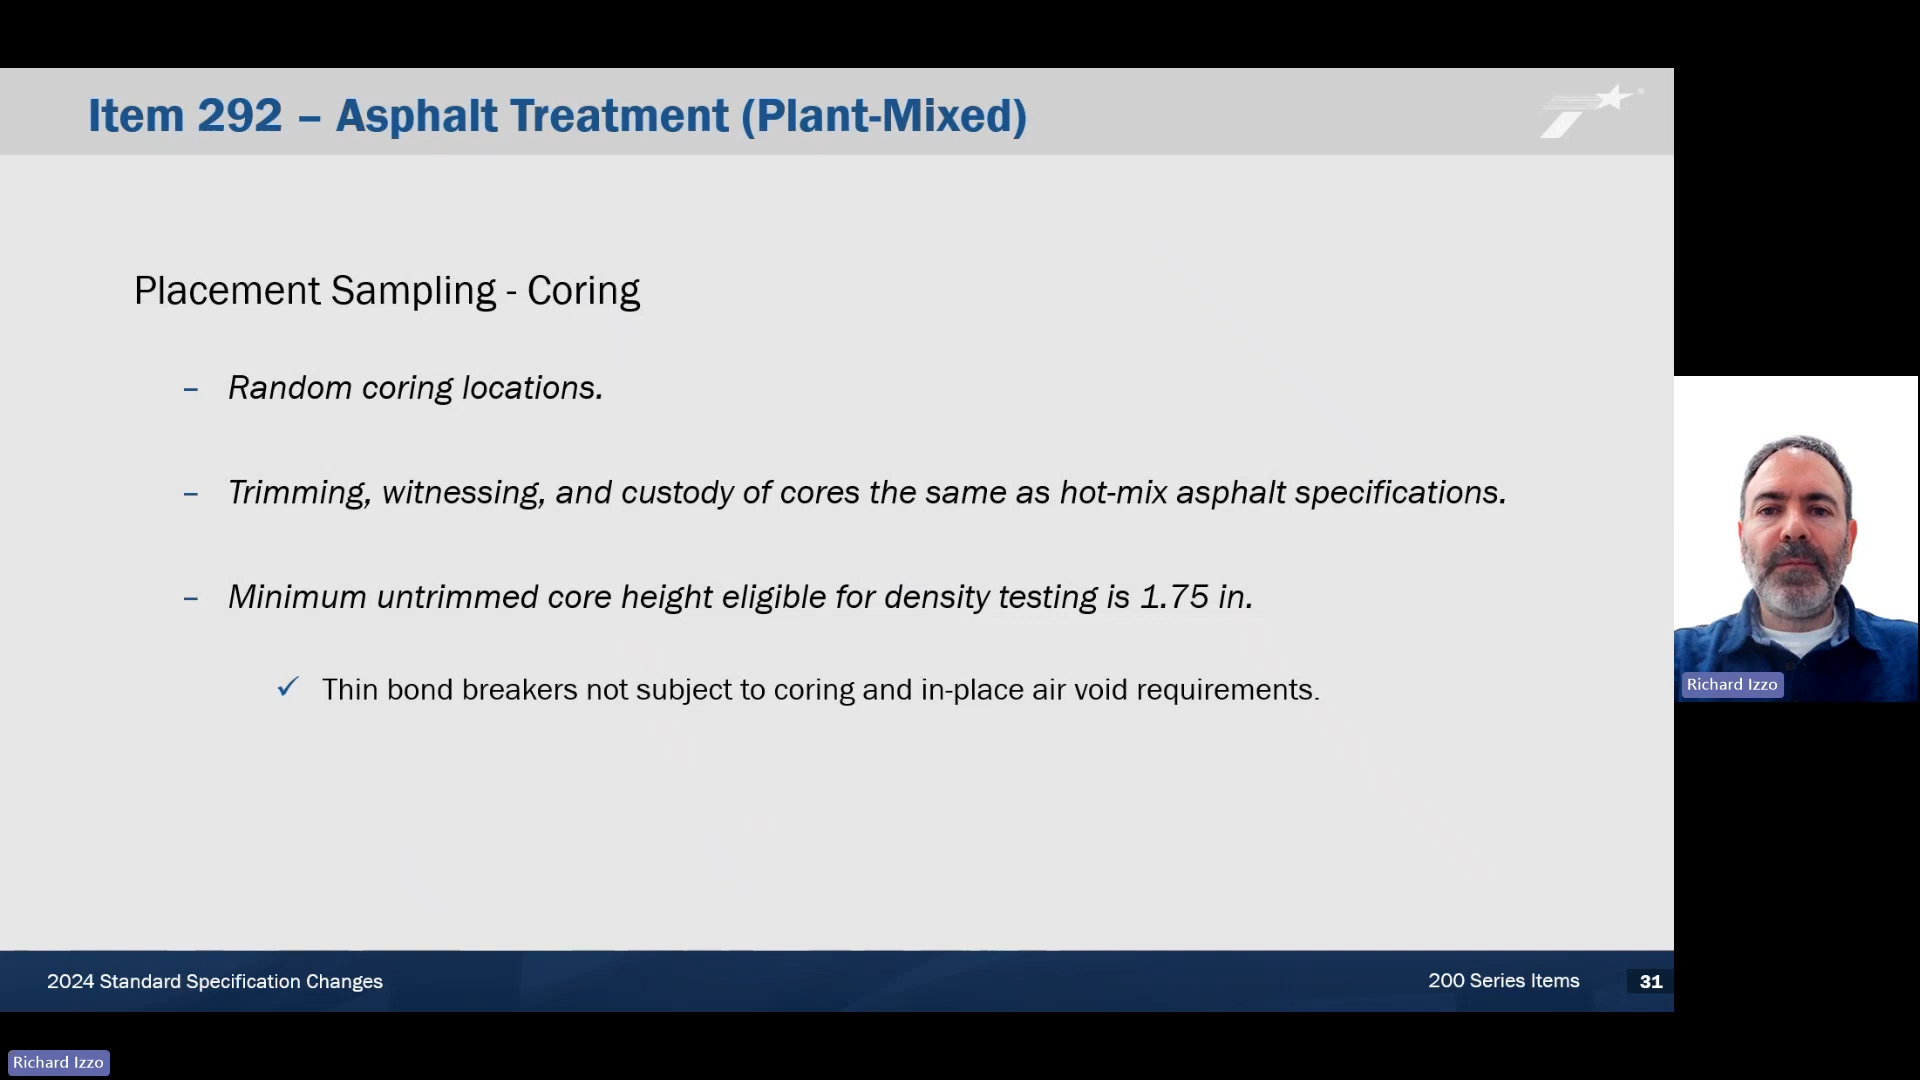 Item 292 – Asphalt Treatment (Plant-Mixed)
Placement Sampling - Coring
– Random coring locations.
– Trimming, witnessing, and custody of cores the same as hot-mix asphalt specifications.
– Minimum untrimmed core height eligible for density testing is 1.75 in.
✓ Thin bond breakers not subject to coring and in-place air void requirements.
Richard Izzo
2024 Standard Specification Changes
200 Series Items
31
Richard Izzo